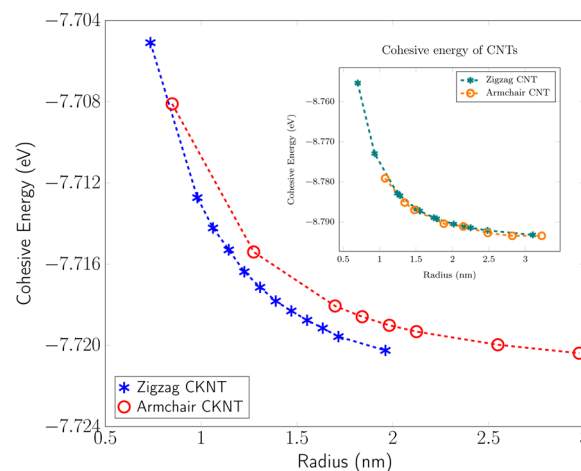 −7.704
−7.708
−7.712
−7.716
−7.720
−7.724
Cohesive Energy (eV)
0.5
1
1.5
2
2.5
3
Radius (nm)
Zigzag CKNT
Armchair CKNT
Cohesive energy of CNTs
Zigzag CNT
Armchair CNT
−8.760
−8.770
−8.780
−8.790
Cohesive Energy (eV)
0.5
1
1.5
2
2.5
3
Radius (nm)